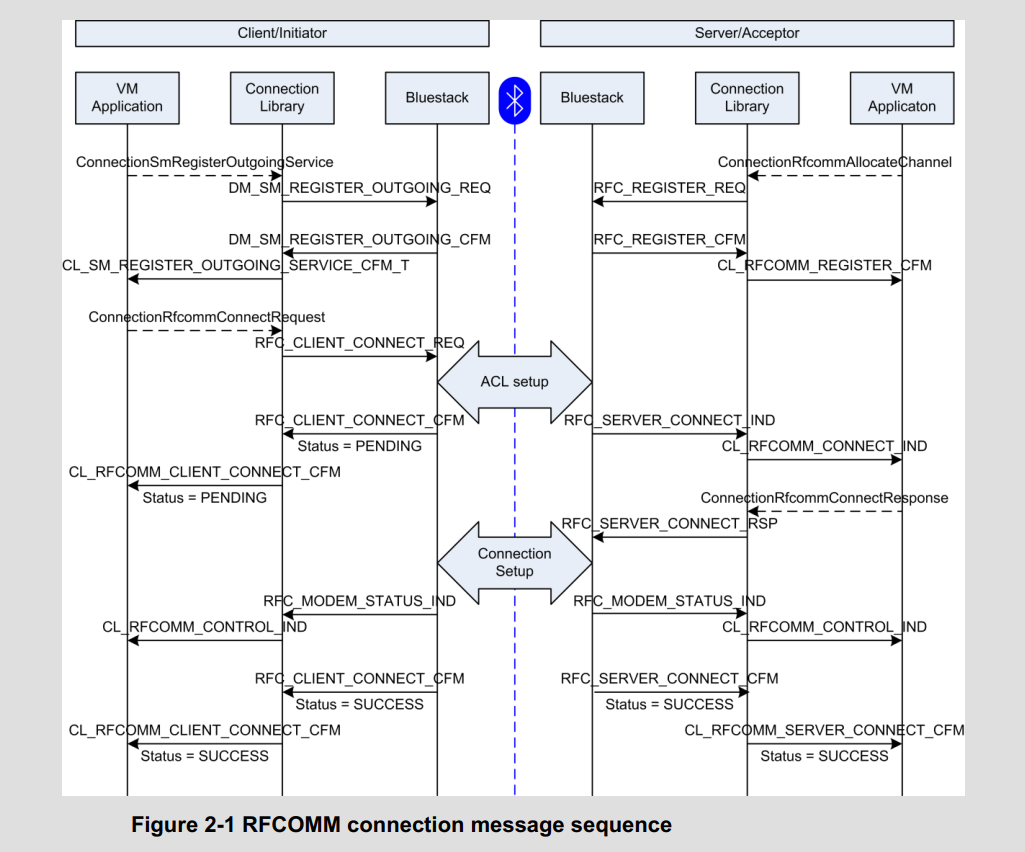 Client/Initiator
Server/Acceptor
VM
Application
Connection
Library
Bluestack
Bluestack
Connection
Library
VM
Applicaton
ConnectionSmRegisterOutgoingService
ConnectionRfcommAllocateChannel
DM_SM_REGISTER_OUTGOING_REQ
RFC_REGISTER_REQ
DM_SM_REGISTER_OUTGOING_CFM
RFC_REGISTER_CFM
CL_SM_REGISTER_OUTGOING_SERVICE_CFM_T
CL_RFCOMM_REGISTER_CFM
ConnectionRfcommConnectRequest
RFC_CLIENT_CONNECT_REQ
ACL setup
RFC_CLIENT_CONNECT_CFM
Status = PENDING
RFC_SERVER_CONNECT_IND
CL_RFCOMM_CONNECT_IND
CL_RFCOMM_CLIENT_CONNECT_CFM
Status = PENDING
ConnectionRfcommConnectResponse
RFC_SERVER_CONNECT_RSP
Connection
Setup
RFC_MODEM_STATUS_IND
RFC_MODEM_STATUS_IND
CL_RFCOMM_CONTROL_IND
CL_RFCOMM_CONTROL_IND
RFC_CLIENT_CONNECT_CFM
Status = SUCCESS
RFC_SERVER_CONNECT_CFM
Status = SUCCESS
CL_RFCOMM_CLIENT_CONNECT_CFM
Status = SUCCESS
CL_RFCOMM_SERVER_CONNECT_CFM
Status = SUCCESS
Figure 2-1 RFCOMM connection message sequence